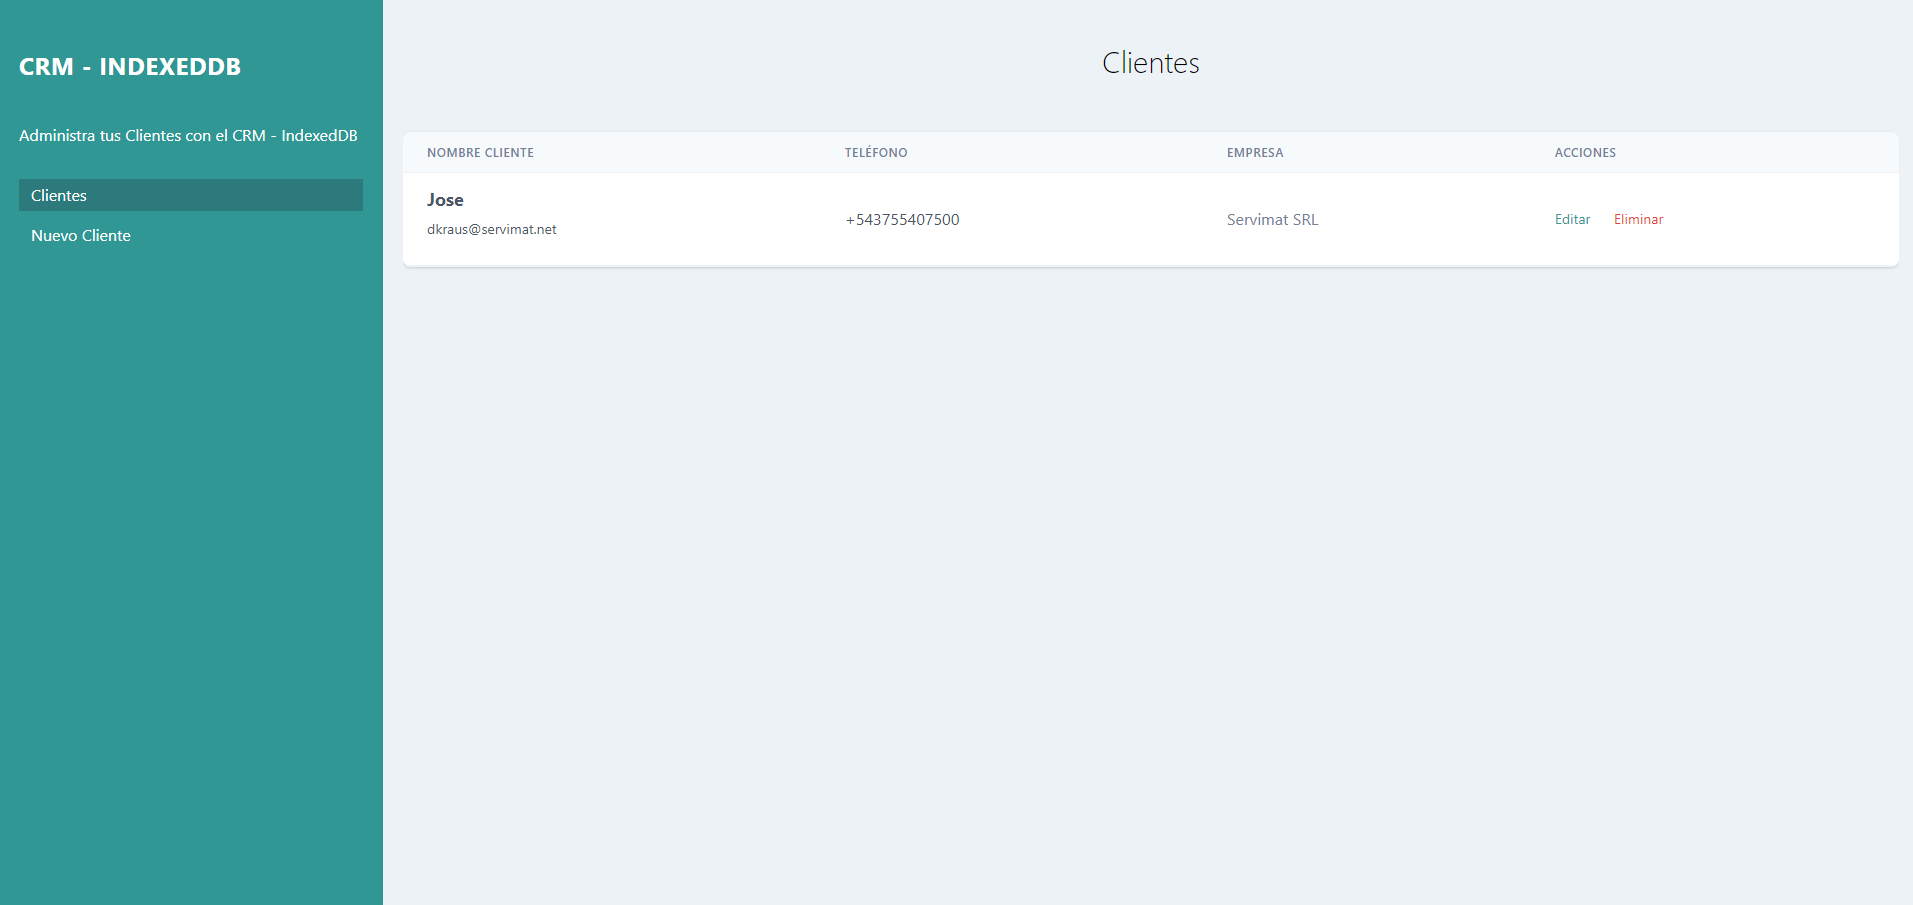 CRM - INDEXEDDB
Administra tus Clientes con el CRM - IndexedDB
Clientes
Nuevo Cliente
Clientes
NOMBRE CLIENTE TELÉFONO EMPRESA ACCIONES
Jose
dkraus@servimat.net
+543755407500 Servimat SRL Editar Eliminar